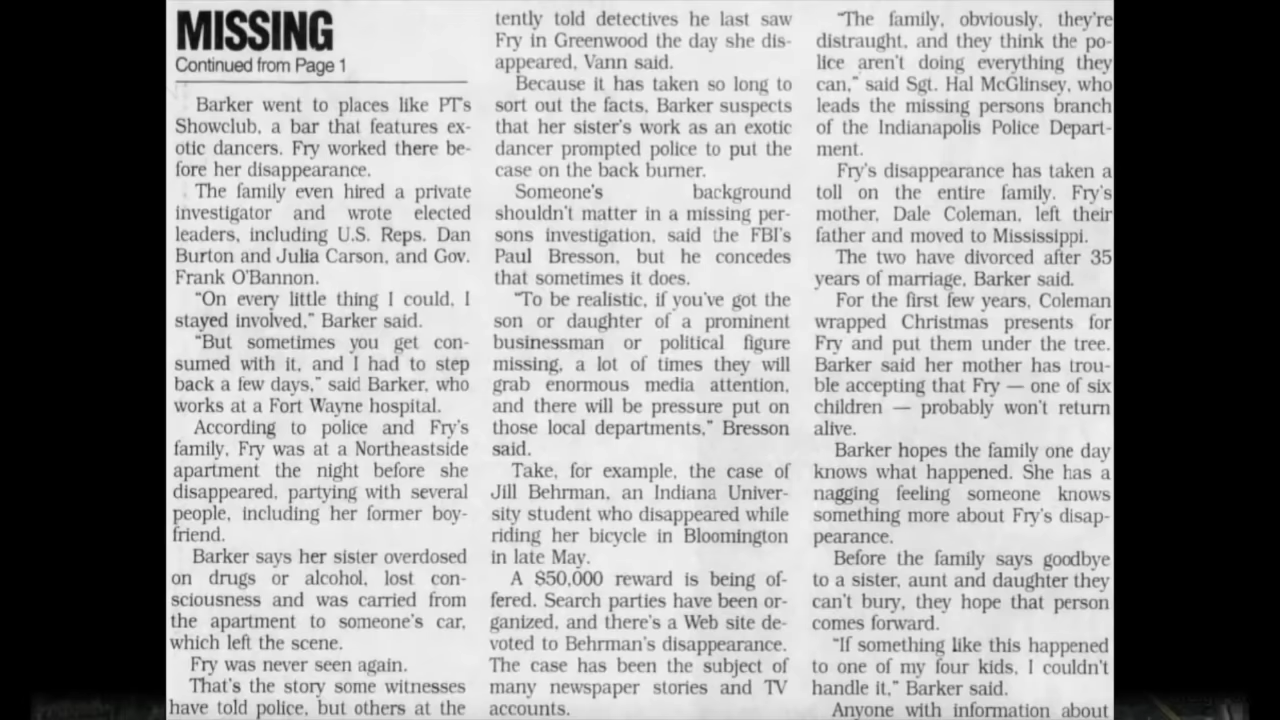 MISSING
Continued from Page 1
Barker went to places like PT's
Showclub, a bar that features ex-
otic dancers. Fry worked there be-
fore her disappearance.
The family even hired a private
investigator and wrote elected
leaders, including U.S. Reps. Dan
Burton and Julia Carson, and Gov.
Frank O'Bannon.
"On every little thing I could, I
stayed involved," Barker said.
"But sometimes you get con-
sumed with it, and I had to step
back a few days," said Barker, who
works at a Fort Wayne hospital.
According to police and Fry's
family, Fry was at a Northeastside
apartment the night before she
disappeared, partying with several
people, including her former boy-
friend.
Barker says her sister overdosed
on drugs or alcohol, lost con-
sciousness and was carried from
the apartment to someone's car,
which left the scene.
Fry was never seen again.
That's the story some witnesses
have told police, but others at the
tently told detectives he last saw
Fry in Greenwood the day she dis-
appeared, Vann said.
Because it has taken so long to
sort out the facts, Barker suspects
that her sister's work as an exotic
dancer prompted police to put the
case on the back burner.
Someone's background
shouldn't matter in a missing per-
sons investigation, said the FBI's
Paul Bresson, but he concedes
that sometimes it does.
"To be realistic, if you've got the
son or daughter of a prominent
businessman or political figure
missing, a lot of times they will
grab enormous media attention,
and there will be pressure put on
those local departments," Bresson
said.
Take, for example, the case of
Jill Behrman, an Indiana Univer-
sity student who disappeared while
riding her bicycle in Bloomington
in late May.
A $50,000 reward is being of-
fered. Search parties have been or-
ganized, and there's a Web site de-
voted to Behrman's disappearance.
The case has been the subject of
many newspaper stories and TV
accounts.
"The family, obviously, they're
distraught, and they think the po-
lice aren't doing everything they
can," said Sgt. Hal McGlinsey, who
leads the missing persons branch
of the Indianapolis Police Depart-
ment.
Fry's disappearance has taken a
toll on the entire family. Fry's
mother, Dale Coleman, left their
father and moved to Mississippi.
The two have divorced after 35
years of marriage, Barker said.
For the first few years, Coleman
wrapped Christmas presents for
Fry and put them under the tree.
Barker said her mother has trou-
ble accepting that Fry — one of six
children — probably won't return
alive.
Barker hopes the family one day
knows what happened. She has a
nagging feeling someone knows
something more about Fry's disap-
pearance.
Before the family says goodbye
to a sister, aunt and daughter they
can't bury, they hope that person
comes forward.
"If something like this happened
to one of my four kids, I couldn't
handle it," Barker said.
Anyone with information about